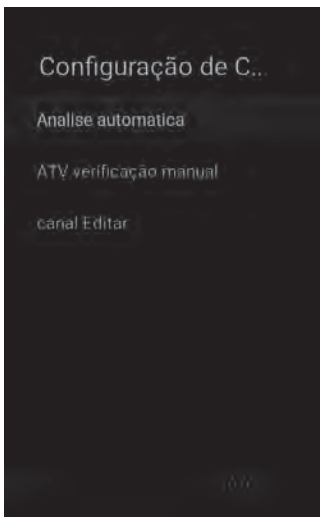 Configuração de C...
Analise automatica
ATV verificação manual
canal Editar